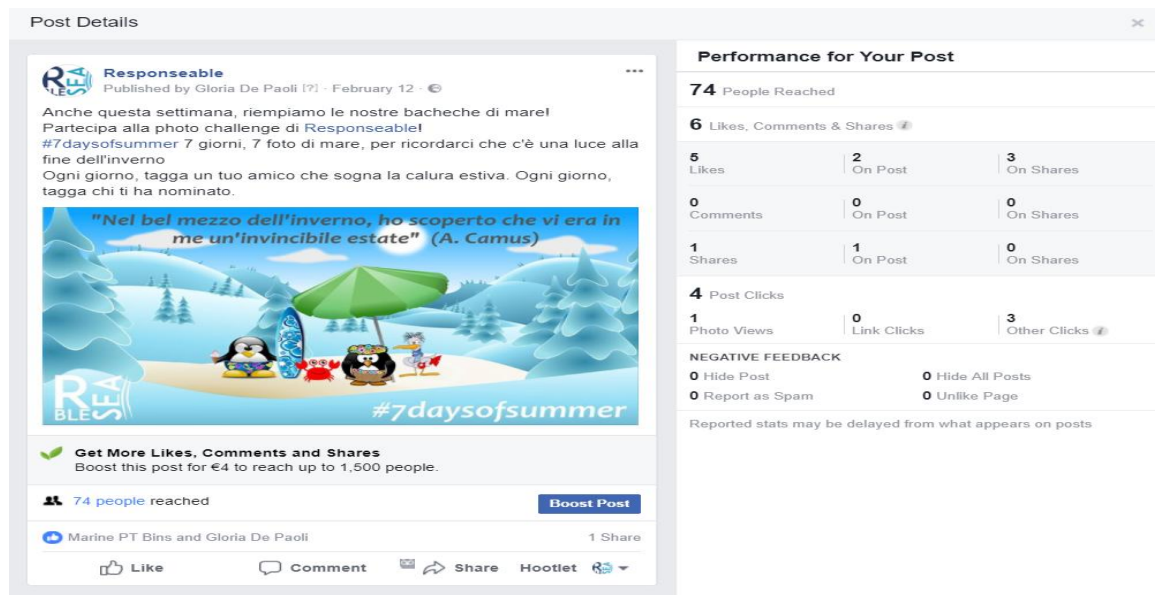 Post Details
Responseable
Published by Gloria De Paoli [?] · February 12 ·
Anche questa settimana, riempiamo le nostre bacheche di mare!
Partecipa alla photo challenge di Responseable!
#7daysofsummer 7 giorni, 7 foto di mare, per ricordarci che c'è una luce alla
fine dell'inverno
Ogni giorno, tagga un tuo amico che sogna la calura estiva. Ogni giorno,
tagga chi ti ha nominato.
"Nel bel mezzo dell'inverno, ho scoperto che vi era in
me un'invincibile estate" (A. Camus)
R
BLE SEA
#7daysofsummer
Get More Likes, Comments and Shares
Boost this post for €4 to reach up to 1,500 people.
74 people reached
Boost Post
Marine PT Bins and Gloria De Paoli
1 Share
Like Comment Share Hootlet
Performance for Your Post
74 People Reached
6 Likes, Comments & Shares
5 2 3
Likes On Post On Shares
0 0 0
Comments On Post On Shares
1 1 0
Shares On Post On Shares
4 Post Clicks
1 0 3
Photo Views Link Clicks Other Clicks
NEGATIVE FEEDBACK
0 Hide Post 0 Hide All Posts
0 Report as Spam 0 Unlike Page
Reported stats may be delayed from what appears on posts